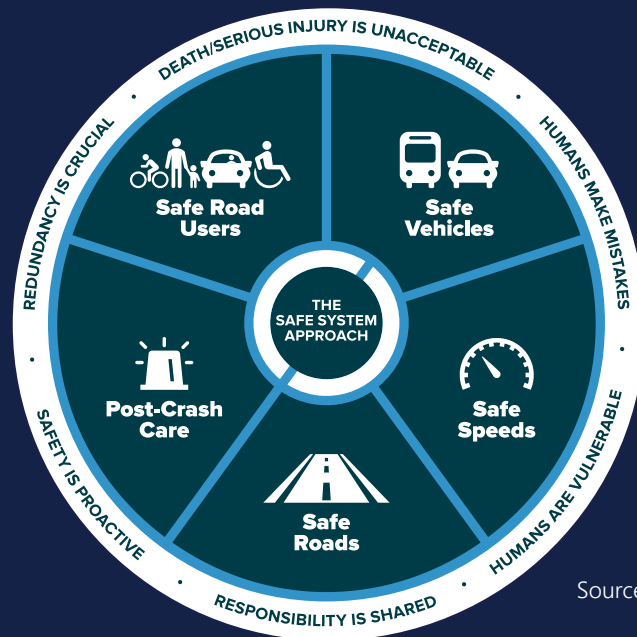 DEATH/SERIOUS INJURY IS UNACCEPTABLE
HUMANS MAKE MISTAKES
HUMANS ARE VULNERABLE
RESPONSIBILITY IS SHARED
SAFETY IS PROACTIVE
REDUNDANCY IS CRUCIAL
Safe Road
Users
Safe
Vehicles
THE
SAFE SYSTEM
APPROACH
Post-Crash
Care
Safe
Speeds
Safe
Roads
Source